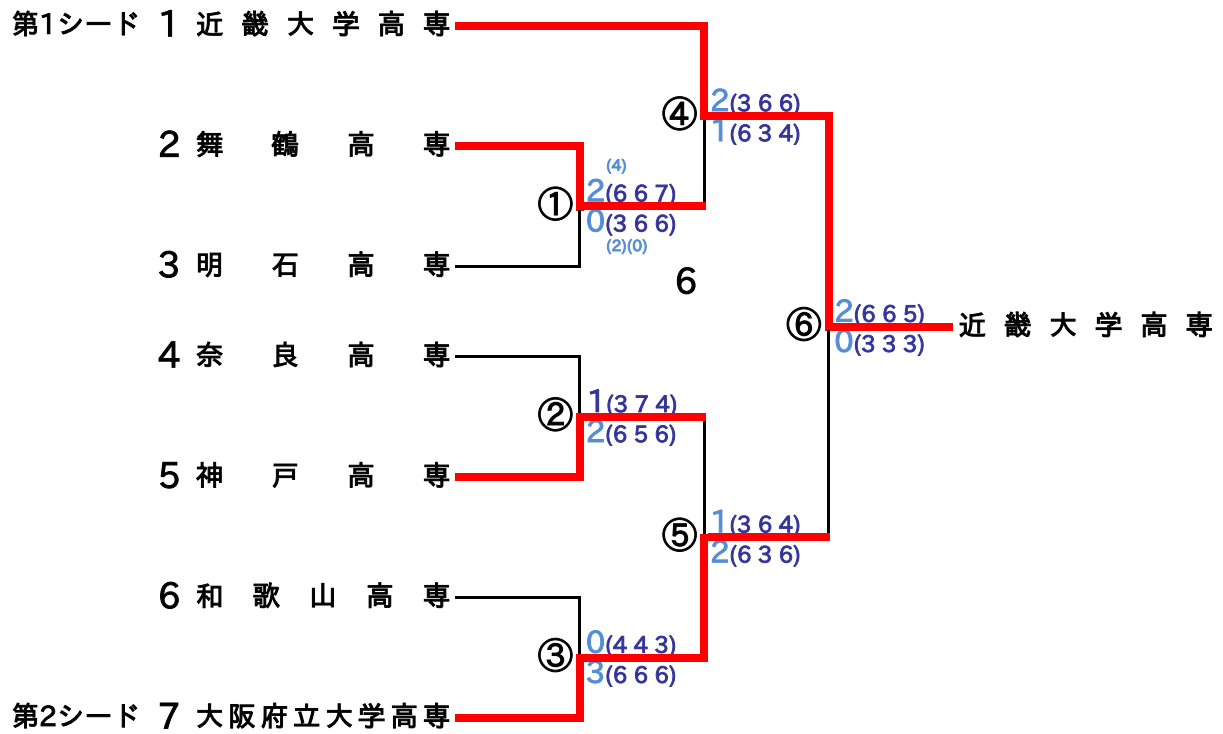 第1シード 1 近畿大学高専
④ 2(3 6 6)
1(6 3 4)
2 舞鶴高専
(4)
① 2(6 6 7)
0(3 6 6)
(2)(0)
3 明石高専
6
⑥ 2(6 6 5)
0(3 3 3)
近畿大学高専
4 奈良高専
② 1(3 7 4)
2(6 5 6)
5 神戸高専
⑤ 1(3 6 4)
2(6 3 6)
6 和歌山高専
③ 0(4 4 3)
3(6 6 6)
第2シード 7 大阪府立大学高専